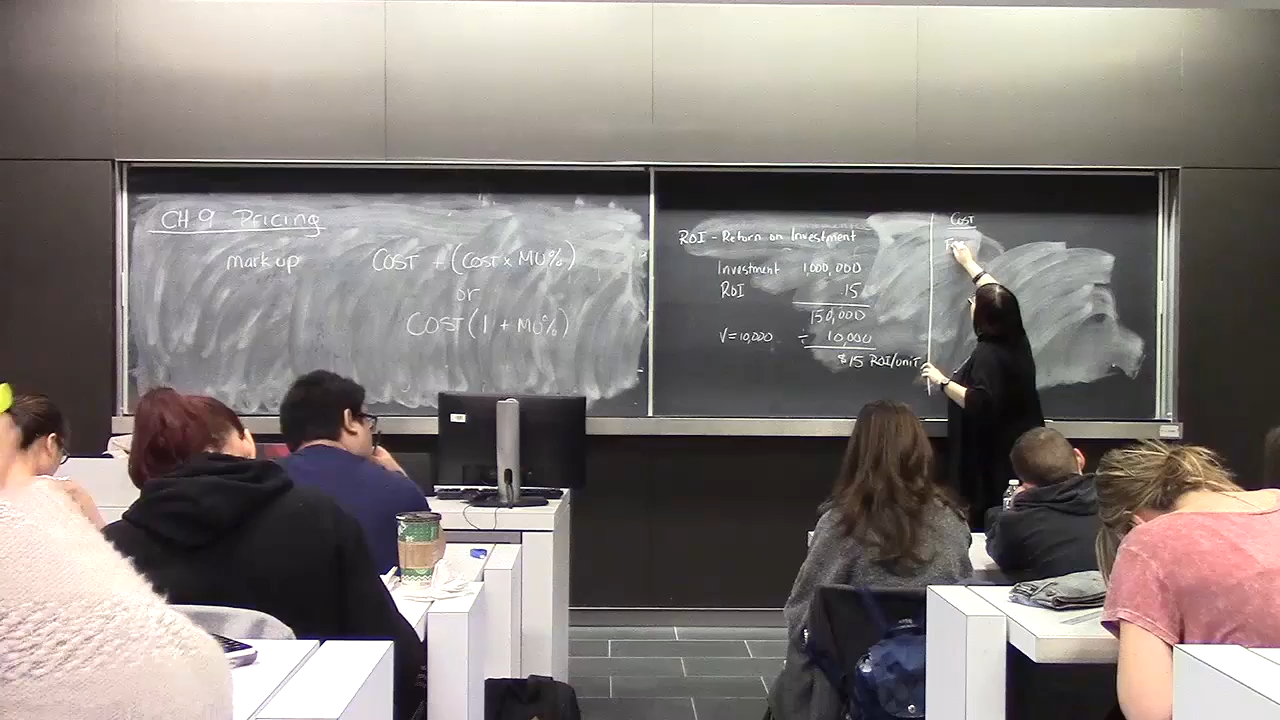 CH 9 Pricing
mark up COST + (COST x MU%)
or
COST (1 + MU%)
ROI - Return on Investment
Investment 1,000,000
ROI .15
150,000
V = 10,000 ÷ 10,000
$15 ROI/unit
COST